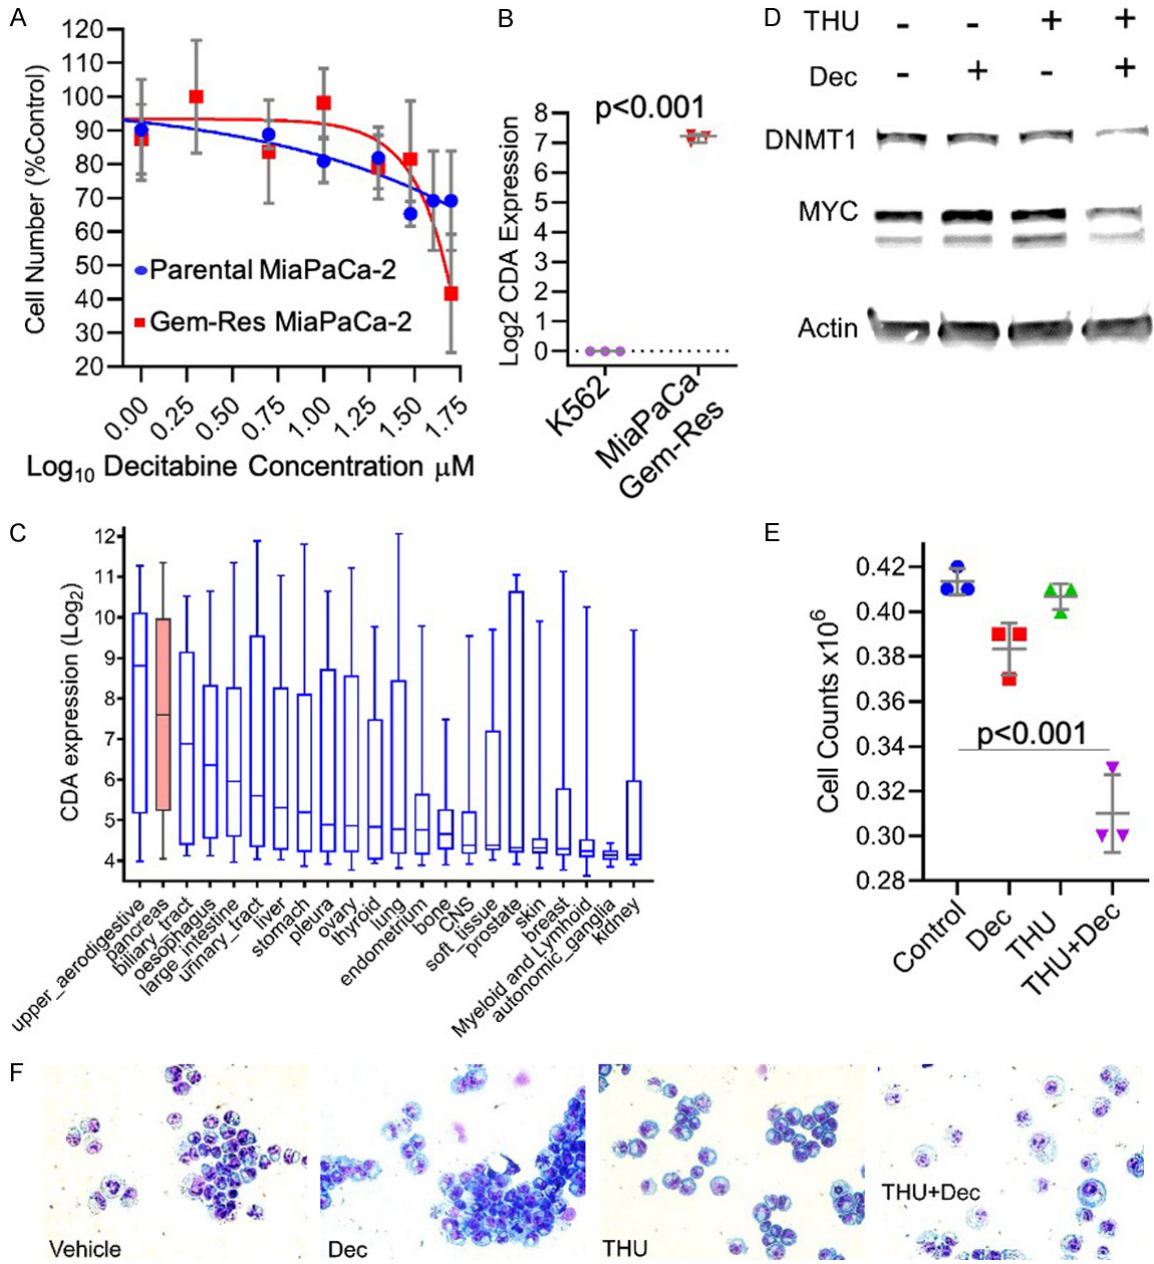 A
120
110
100
90
80
70
60
50
40
30
20
Cell Number (%Control)
Parental MiaPaCa-2
Gem-Res MiaPaCa-2
0.00 0.25 0.50 0.75 1.00 1.25 1.50 1.75
Log10 Decitabine Concentration µM
B
p<0.001
8
7
6
5
4
3
2
1
0
Log2 CDA Expression
K562
MiaPaCa
Gem-Res
D
THU - - + +
Dec - + - +
DNMT1
MYC
Actin
C
12
10
9
8
7
6
5
4
CDA expression (Log2)
upper_aerodigestive
pancreas
biliary_tract
oesophagus
large_intestine
urinary_tract
liver
stomach
pleura
ovary
thyroid
lung
endometrium
bone
CNS
soft_tissue
prostate
skin
breast
Myeloid and Lymphoid
autonomic_ganglia
kidney
E
0.42
0.40
0.38
0.36
0.34
0.32
0.30
0.28
Cell Counts x10^6
p<0.001
Control
Dec
THU
THU+Dec
F
Vehicle
Dec
THU
THU+Dec